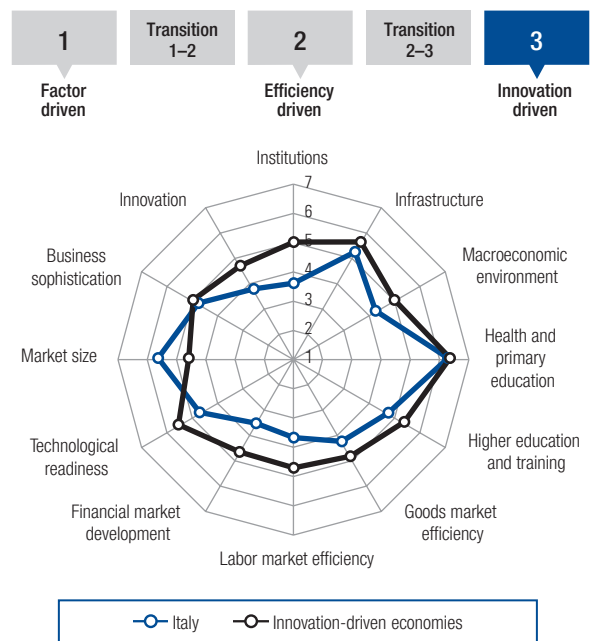 1
Transition
1–2
2
Transition
2–3
3
Factor
driven
Efficiency
driven
Innovation
driven
Institutions
Infrastructure
Macroeconomic
environment
Health and
primary
education
Higher education
and training
Goods market
efficiency
Labor market efficiency
Financial market
development
Technological
readiness
Market size
Business
sophistication
Innovation
7
6
5
4
3
2
1
Italy
Innovation-driven economies